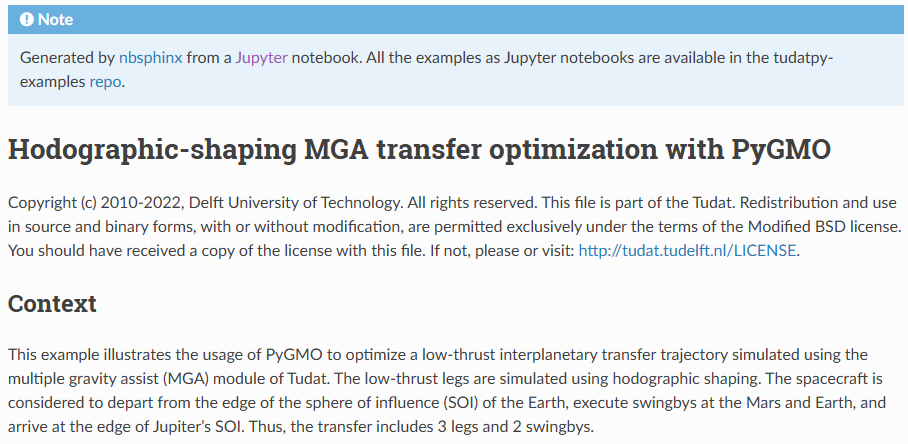 Note
Generated by nbsphinx from a Jupyter notebook. All the examples as Jupyter notebooks are available in the tudatpy-
examples repo.
Hodographic-shaping MGA transfer optimization with PyGMO
Copyright (c) 2010-2022, Delft University of Technology. All rights reserved. This file is part of the Tudat. Redistribution and use
in source and binary forms, with or without modification, are permitted exclusively under the terms of the Modified BSD license.
You should have received a copy of the license with this file. If not, please or visit: http://tudat.tudelft.nl/LICENSE.
Context
This example illustrates the usage of PyGMO to optimize a low-thrust interplanetary transfer trajectory simulated using the
multiple gravity assist (MGA) module of Tudat. The low-thrust legs are simulated using hodographic shaping. The spacecraft is
considered to depart from the edge of the sphere of influence (SOI) of the Earth, execute swingbys at the Mars and Earth, and
arrive at the edge of Jupiter’s SOI. Thus, the transfer includes 3 legs and 2 swingbys.